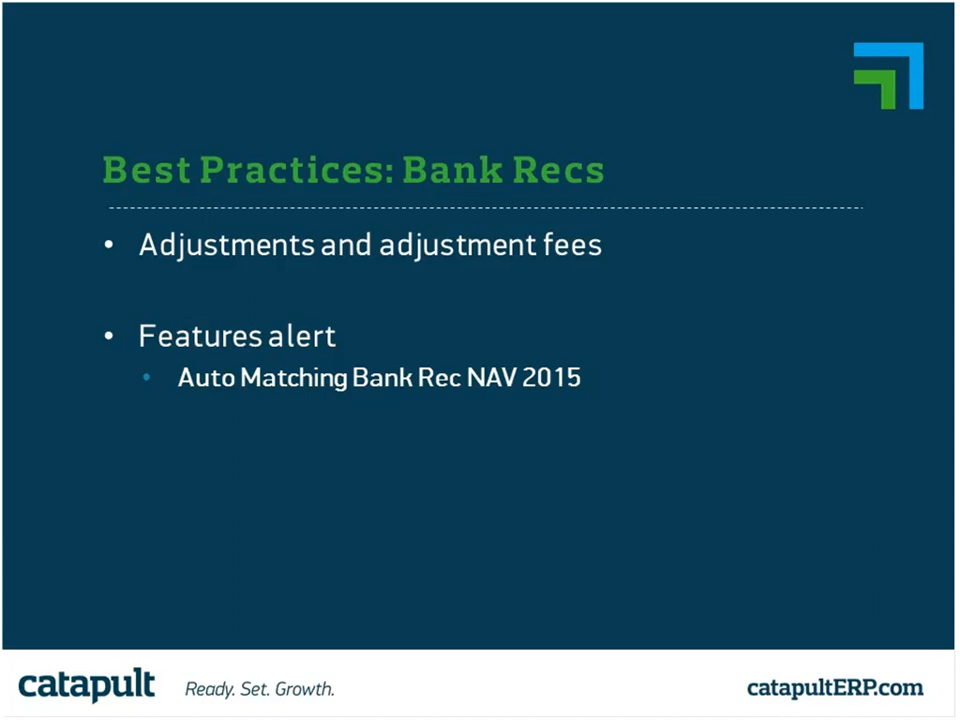 Best Practices: Bank Recs
• Adjustments and adjustment fees
• Features alert
• Auto Matching Bank Rec NAV 2015
catapult Ready. Set. Growth. catapultERP.com